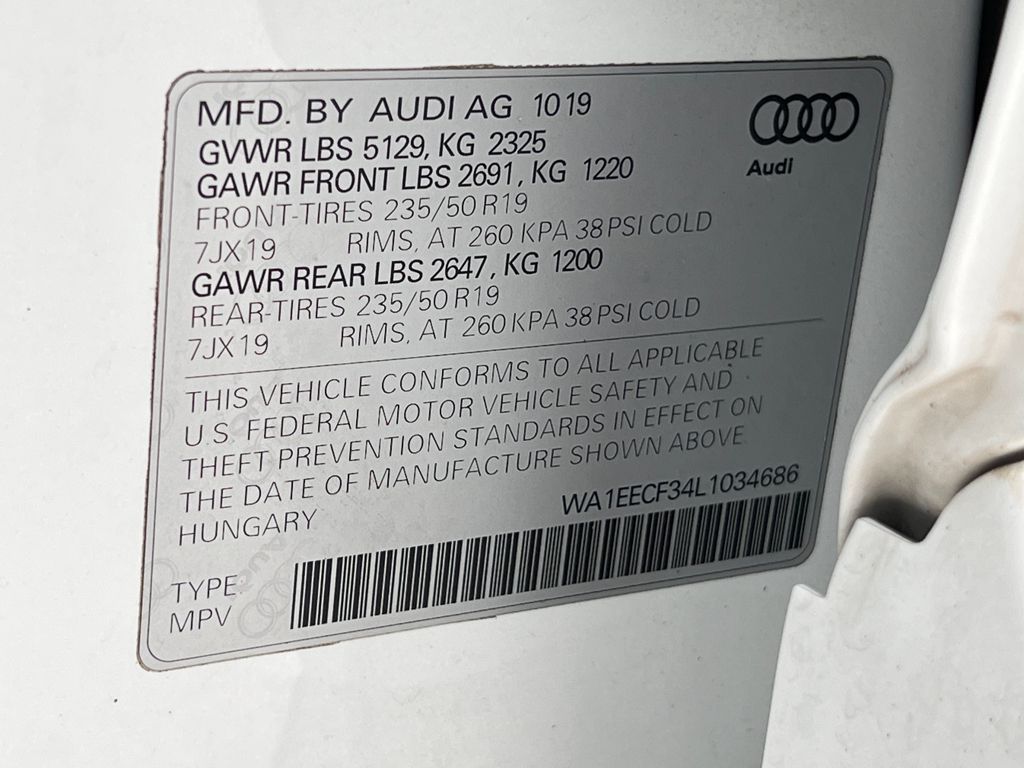 MFD. BY AUDI AG 10 19
GVWR LBS 5129, KG 2325
GAWR FRONT LBS 2691, KG 1220
FRONT-TIRES 235/50 R19
7JX19 RIMS, AT 260 KPA 38 PSI COLD
GAWR REAR LBS 2647, KG 1200
REAR-TIRES 235/50 R19
7JX19 RIMS, AT 260 KPA 38 PSI COLD
Audi
THIS VEHICLE CONFORMS TO ALL APPLICABLE
U.S. FEDERAL MOTOR VEHICLE SAFETY AND
THEFT PREVENTION STANDARDS IN EFFECT ON
THE DATE OF MANUFACTURE SHOWN ABOVE
HUNGARY
WA1EECF34L1034686
TYPE:
MPV